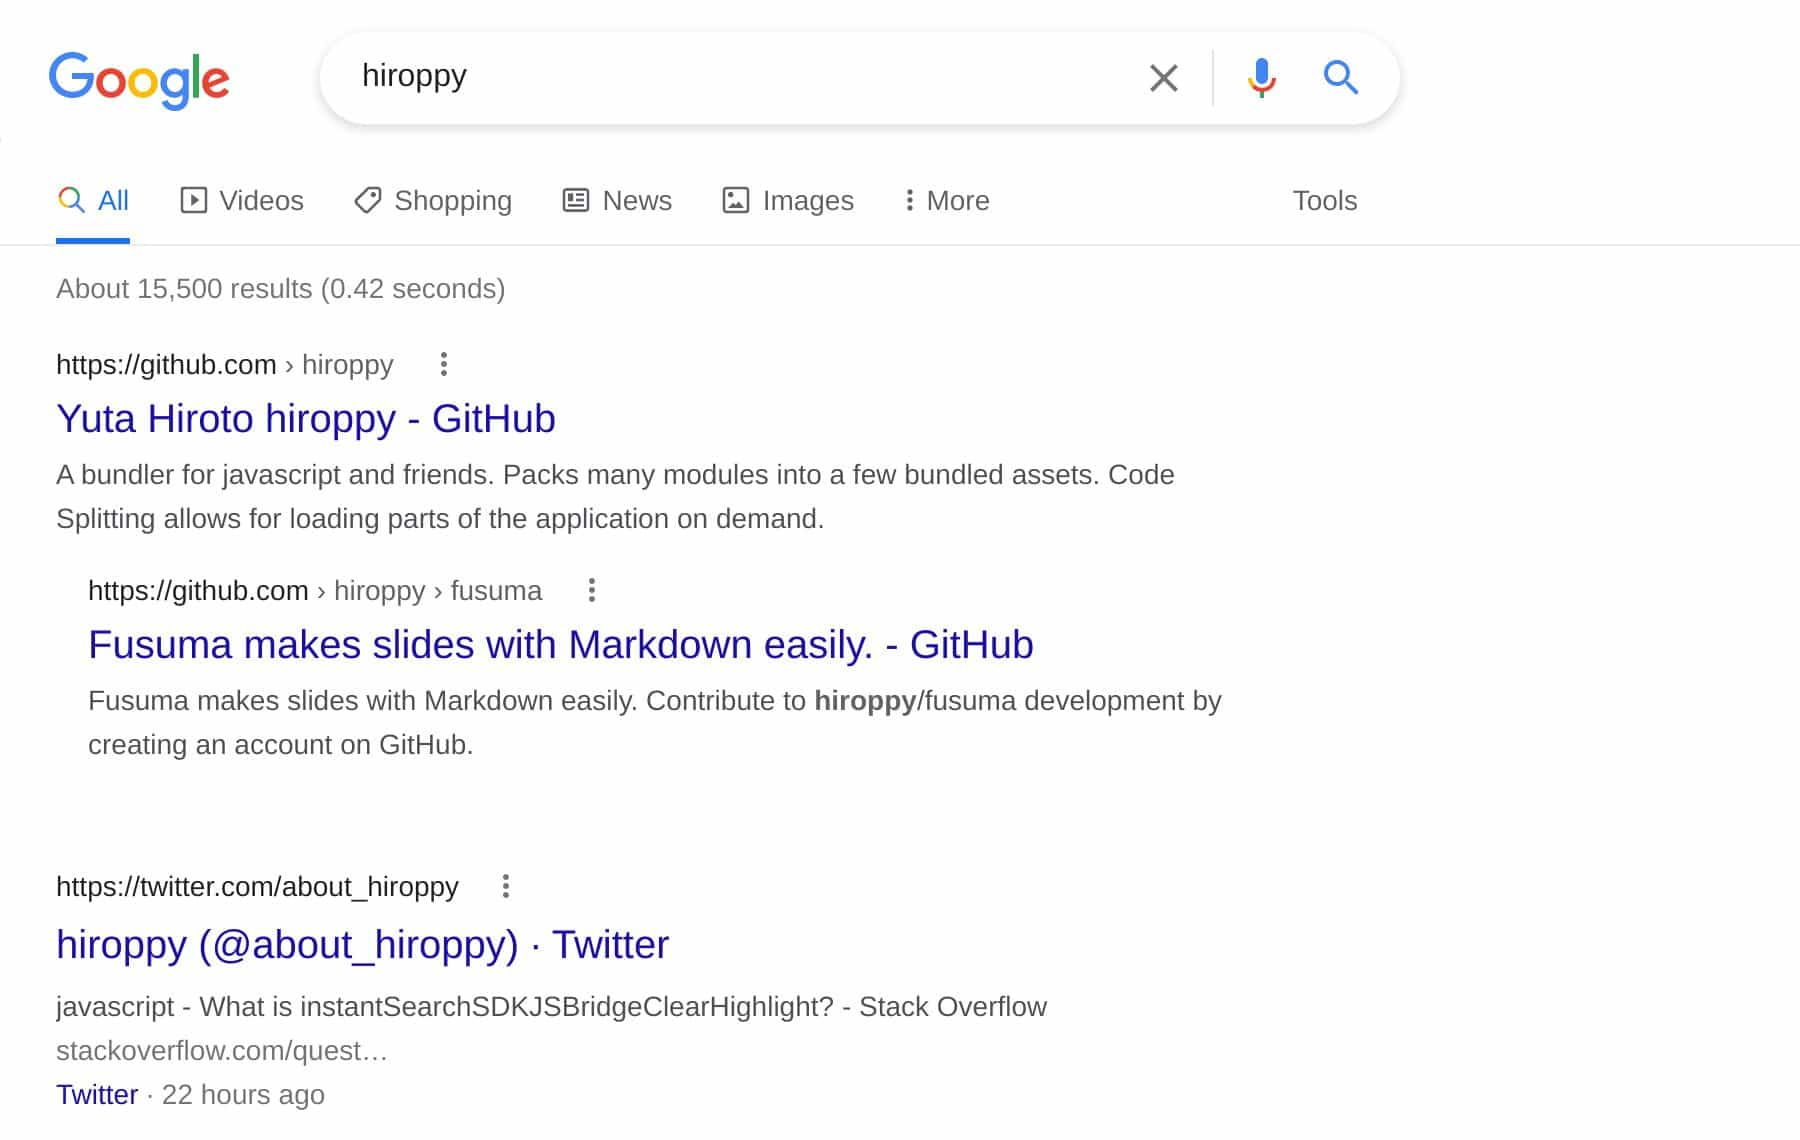 Google
hiroppy
All
Videos
Shopping
News
Images
More
Tools
About 15,500 results (0.42 seconds)
https://github.com › hiroppy
Yuta Hiroto hiroppy - GitHub
A bundler for javascript and friends. Packs many modules into a few bundled assets. Code
Splitting allows for loading parts of the application on demand.
https://github.com › hiroppy › fusuma
Fusuma makes slides with Markdown easily. - GitHub
Fusuma makes slides with Markdown easily. Contribute to hiroppy/fusuma development by
creating an account on GitHub.
https://twitter.com/about_hiroppy
hiroppy (@about_hiroppy) · Twitter
javascript - What is instantSearchSDKJSBridgeClearHighlight? - Stack Overflow
stackoverflow.com/quest…
Twitter · 22 hours ago